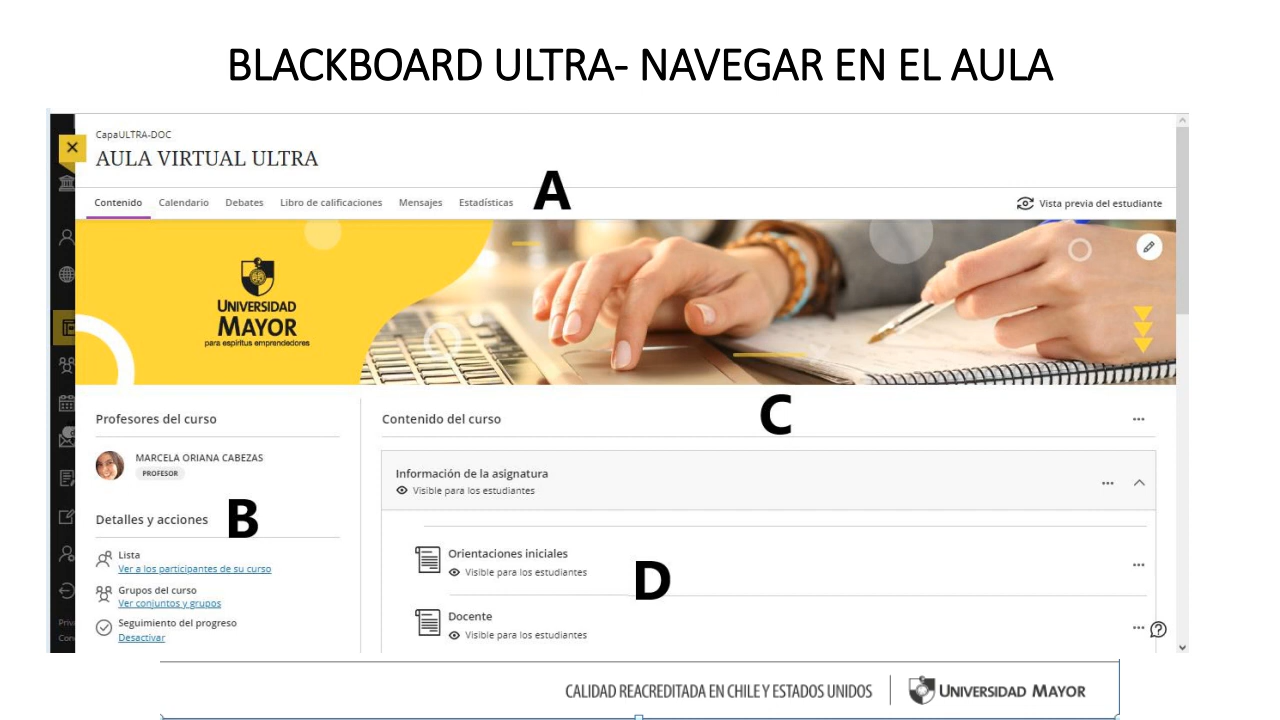 BLACKBOARD ULTRA- NAVEGAR EN EL AULA
CapaULTRA-DOC
AULA VIRTUAL ULTRA
A
Contenido Calendario Debates Libro de calificaciones Mensajes Estadísticas
Vista previa del estudiante
UNIVERSIDAD
MAYOR
para espíritus emprendedores
C
Profesores del curso
MARCELA ORIANA CABEZAS
PROFESOR
Detalles y acciones
B
Lista
Ver a los participantes de su curso
Grupos del curso
Ver conjuntos y grupos
Seguimiento del progreso
Desactivar
Contenido del curso
Información de la asignatura
Visible para los estudiantes
Orientaciones iniciales
Visible para los estudiantes
D
Docente
Visible para los estudiantes
CALIDAD REACREDITADA EN CHILE Y ESTADOS UNIDOS
UNIVERSIDAD MAYOR